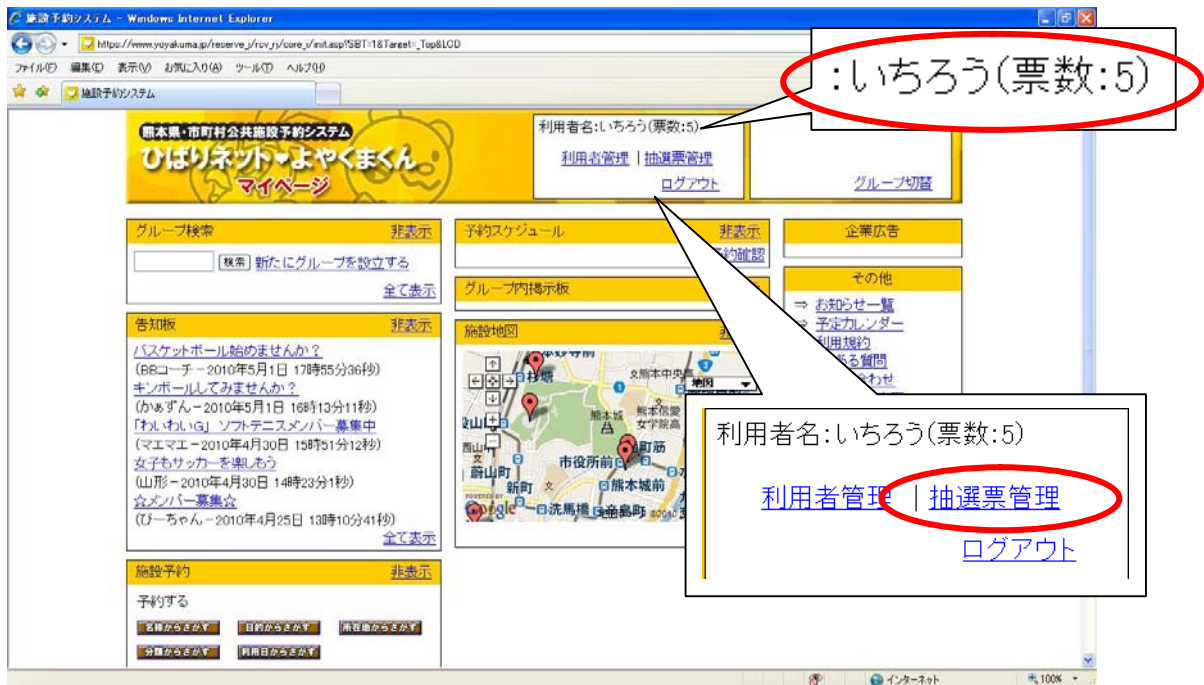 施設予約システム - Windows Internet Explorer
ファイル(F) 編集(E) 表示(V) お気に入り(A) ツール(T) ヘルプ(H)
施設予約システム
:いちろう(票数:5)
熊本県・市町村公共施設予約システム
ひばりネット♥よやくまくん
マイページ
利用者名:いちろう(票数:5)
利用者管理 | 抽選票管理
ログアウト
グループ切替
グループ検索 非表示
検索 新たにグループを設立する
全て表示
告知板 非表示
バスケットボール始めませんか?
(BBコーチ-2010年5月1日 17時55分36秒)
キンボールしてみませんか?
(かぁずん-2010年5月1日 16時13分11秒)
「わいわいG」 ソフトテニスメンバー募集中
(マエマエ-2010年4月30日 15時51分12秒)
女子もサッカーを楽しもう
(山形-2010年4月30日 14時23分1秒)
☆メンバー募集☆
(びーちゃん-2010年4月25日 13時10分41秒)
全て表示
施設予約 非表示
予約する
名称からさがす 目的からさがす 所在地からさがす
分類からさがす 利用日からさがす
予約スケジュール 非表示
予約確認
グループ内掲示板
施設地図
地図
熊本城
市役所前
蔚山町
新町
熊本城前
洗馬橋
Google
企業広告
その他
⇒ お知らせ一覧
⇒ 予定カレンダー
利用規約
利用者名:いちろう(票数:5)
利用者管理 | 抽選票管理
ログアウト
インターネット
100%